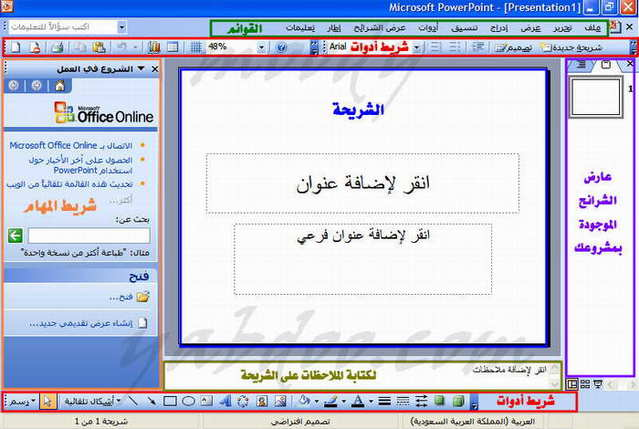 Microsoft PowerPoint - [Presentation1]
ملف تحرير عرض إدراج تنسيق أدوات عرض الشرائح إطار تعليمات
القوائم
اكتب سؤالاً للتعليمات
شريحة جديدة تصميم
شريط أدوات
Arial
48%
1
عارض
الشرائح
الموجودة
بمشروعك
moody
الشريحة
انقر لإضافة عنوان
انقر لإضافة عنوان فرعي
yahdoo.com
الشروع في العمل
Microsoft
Office Online
الاتصال بـ Microsoft Office Online
الحصول على آخر الأخبار حول
استخدام PowerPoint
تحديث هذه القائمة تلقائياً من الويب
أكثر...
شريط المهام
بحث عن:
مثال: "طباعة أكثر من نسخة واحدة"
فتح
فتح...
إنشاء عرض تقديمي جديد...
انقر لإضافة ملاحظات
لكتابة الملاحظات على الشريحة
رسم
أشكال تلقائية
شريط أدوات
شريحة 1 من 1
تصميم افتراضي
العربية (المملكة العربية السعودية)